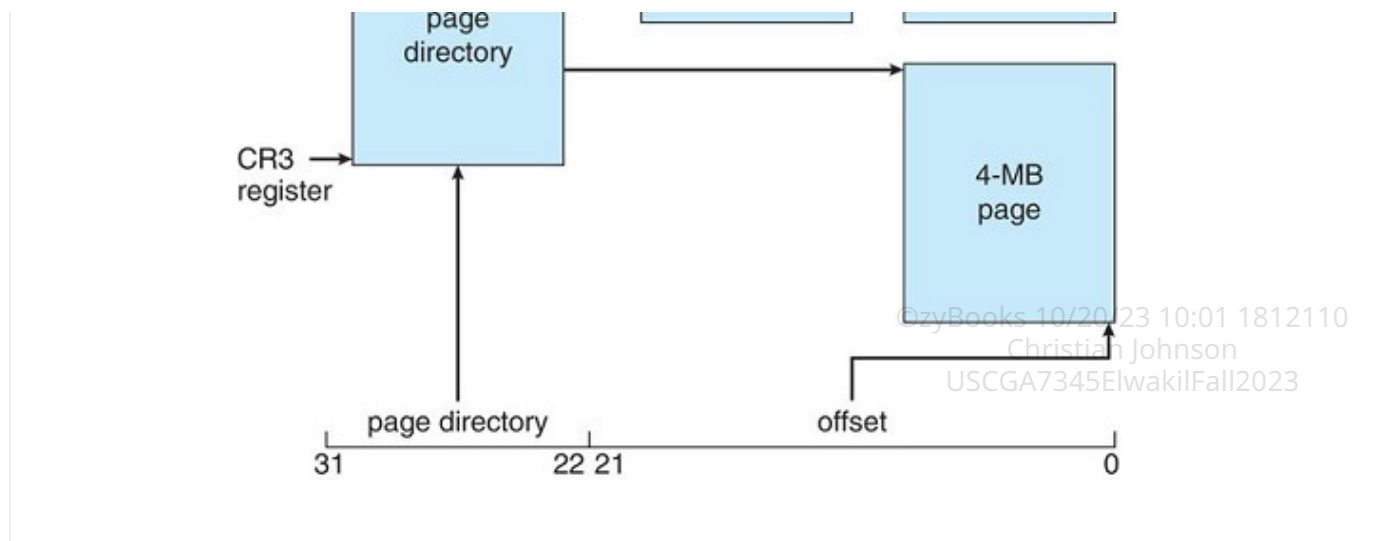 page
directory
CR3
register
4-MB
page
©zyBooks 10/20/23 10:01 1812110
Christian Johnson
USCGA7345ElwakilFall2023
page directory
offset
31
22 21
0